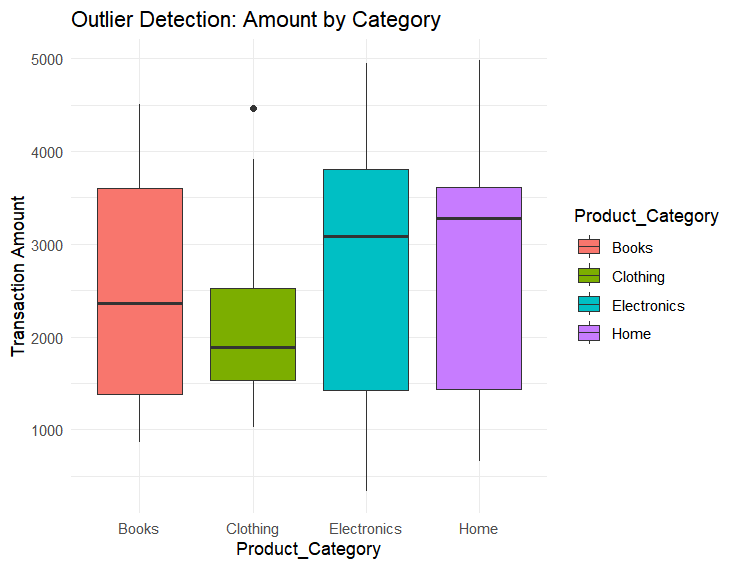 Outlier Detection: Amount by Category
5000
4000
3000
2000
1000
Transaction Amount
Books
Clothing
Electronics
Home
Product_Category
Product_Category
Books
Clothing
Electronics
Home